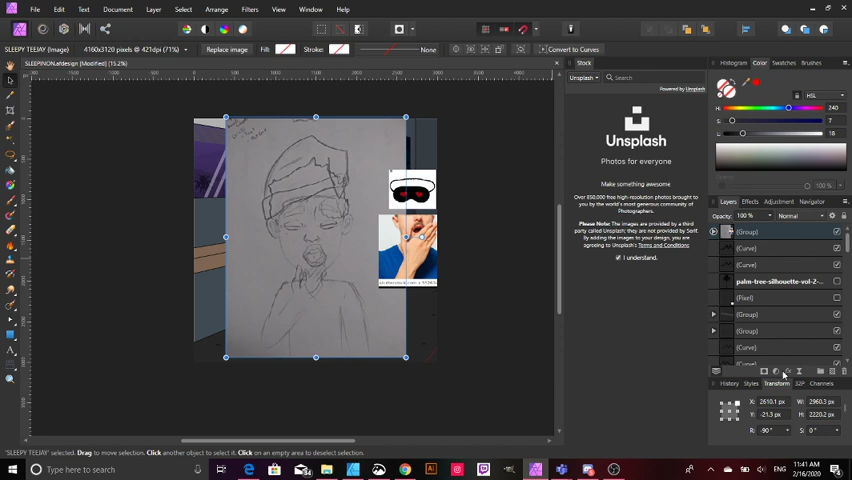 File Edit Text Document Layer Select Arrange Filters View Window Help
SLEEPY TEEJAY (Image) 4160x3120 pixels @ 421dpi (71%) Replace image Fill: Stroke: None Convert to Curves
SLEEPINON.afdesign [Modified] (15.2%)
Stock
Unsplash Search
Powered by Unsplash
Unsplash
Photos for everyone
Make something awesome
Over 850,000 free high-resolution photos brought to
you by the world's most generous community of
Photographers.
Please Note: The images are provided by a third
party called Unsplash; they are not provided by Serif.
By adding the images to your design, you are
agreeing to Unsplash's Terms and Conditions
I understand.
Histogram Color Swatches Brushes
HSL
H: 240
S: 7
L: 18
100 %
Layers Effects Adjustment Navigator
Opacity: 100 % Normal
(Group)
(Curve)
(Curve)
palm-tree-silhouette-vol-2-...
(Pixel)
(Group)
(Group)
(Curve)
(Curve)
History Styles Transform 32P Channels
X: 2610.1 px W: 2960.3 px
Y: -21.3 px H: 2220.2 px
R: -90 ° S: 0 °
'SLEEPY TEEJAY' selected. Drag to move selection. Click another object to select it. Click on an empty area to deselect selection.
Type here to search
ENG
11:41 AM
2/16/2020